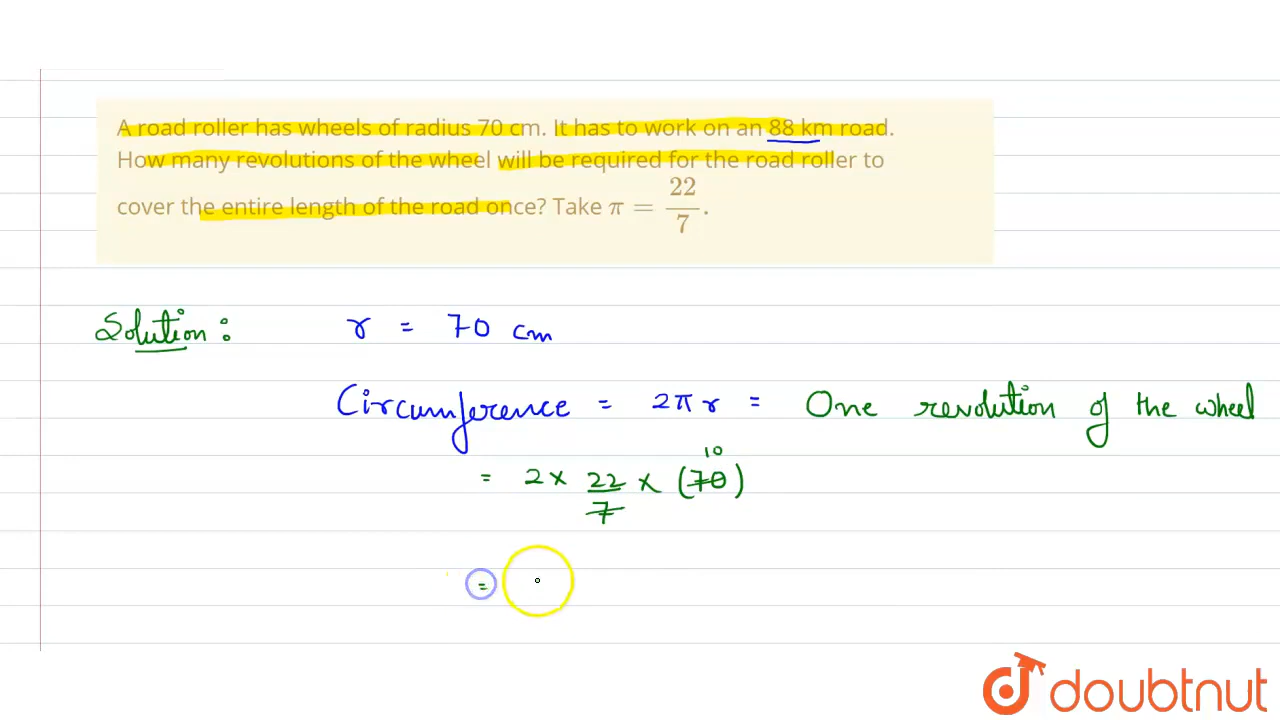 A road roller has wheels of radius 70 cm. It has to work on an 88 km road.
How many revolutions of the wheel will be required for the road roller to
cover the entire length of the road once? Take π = 22/7.
Solution: r = 70 cm
Circumference = 2πr = One revolution of the wheel
= 2 × 22/7 × (70) 10
=
doubtnut